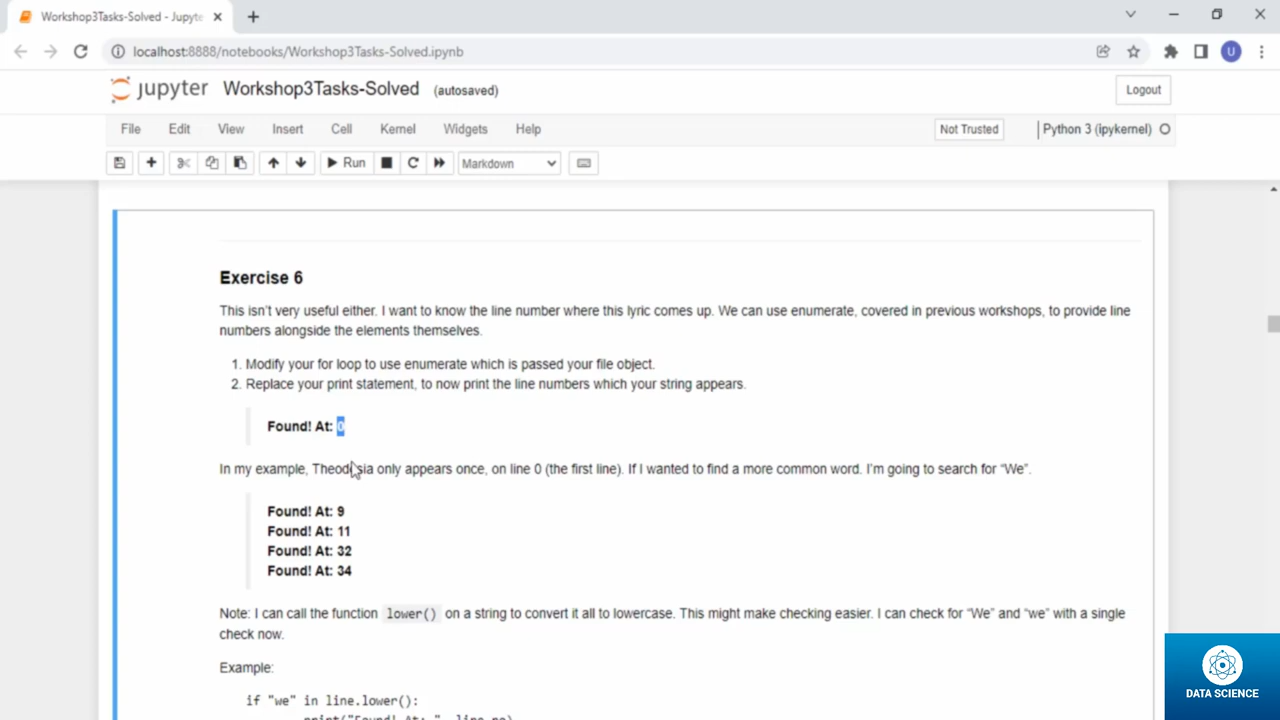 Workshop3Tasks-Solved - Jupyte
localhost:8888/notebooks/Workshop3Tasks-Solved.ipynb
U
jupyter Workshop3Tasks-Solved (autosaved)
Logout
File Edit View Insert Cell Kernel Widgets Help
Not Trusted
Python 3 (ipykernel)
Run
Markdown
Exercise 6
This isn't very useful either. I want to know the line number where this lyric comes up. We can use enumerate, covered in previous workshops, to provide line
numbers alongside the elements themselves.
1. Modify your for loop to use enumerate which is passed your file object.
2. Replace your print statement, to now print the line numbers which your string appears.
Found! At: 0
In my example, Theodosia only appears once, on line 0 (the first line). If I wanted to find a more common word. I'm going to search for “We”.
Found! At: 9
Found! At: 11
Found! At: 32
Found! At: 34
Note: I can call the function lower() on a string to convert it all to lowercase. This might make checking easier. I can check for “We” and “we” with a single
check now.
Example:
if "we" in line.lower():
print("Found! At: ", line_no)
DATA SCIENCE